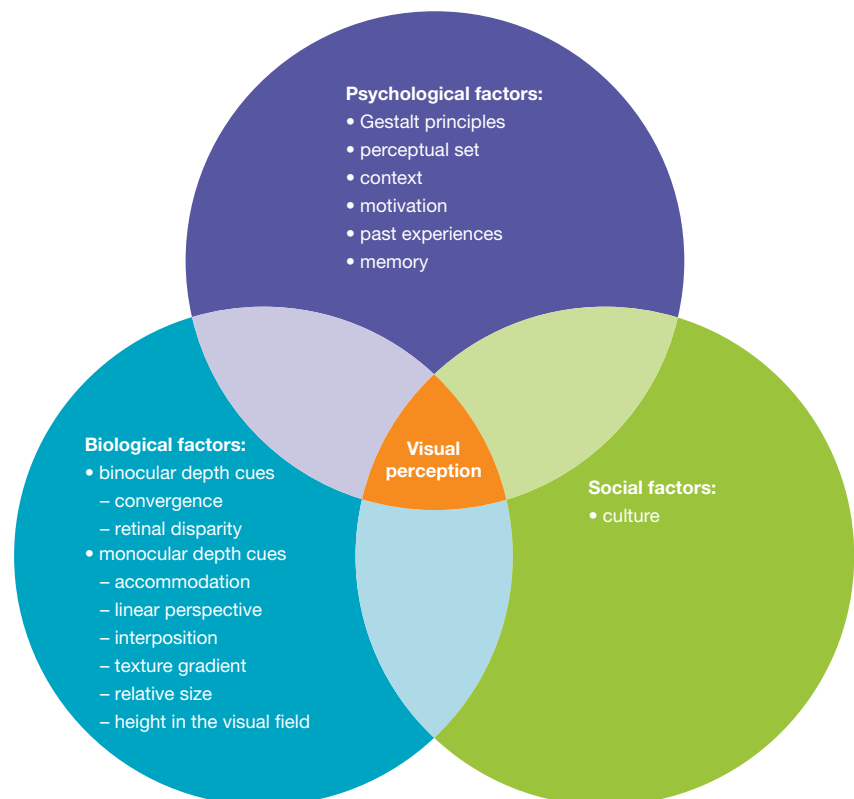 Psychological factors:
• Gestalt principles
• perceptual set
• context
• motivation
• past experiences
• memory
Biological factors:
• binocular depth cues
– convergence
– retinal disparity
• monocular depth cues
– accommodation
– linear perspective
– interposition
– texture gradient
– relative size
– height in the visual field
Visual
perception
Social factors:
• culture